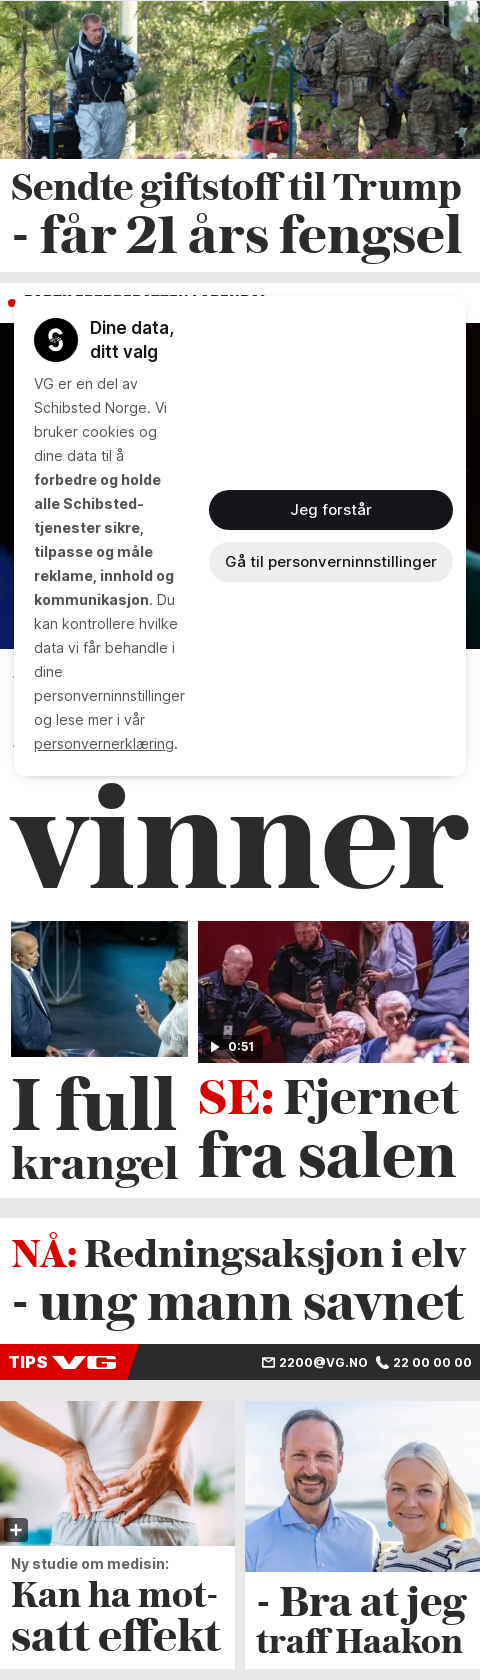 Sendte giftstoff til Trump
- får 21 års fengsel
Dine data,
ditt valg
VG er en del av
Schibsted Norge. Vi
bruker cookies og
dine data til å
forbedre og holde
alle Schibsted-
tjenester sikre,
tilpasse og måle
reklame, innhold og
kommunikasjon. Du
kan kontrollere hvilke
data vi får behandle i
dine
personverninnstillinger
og lese mer i vår
personvernerklæring.
Jeg forstår
Gå til personverninnstillinger
vinner
0:51
I full
krangel
SE: Fjernet
fra salen
NÅ: Redningsaksjon i elv
- ung mann savnet
TIPS VG
2200@VG.NO 22 00 00 00
Ny studie om medisin:
Kan ha mot-
satt effekt
- Bra at jeg
traff Haakon